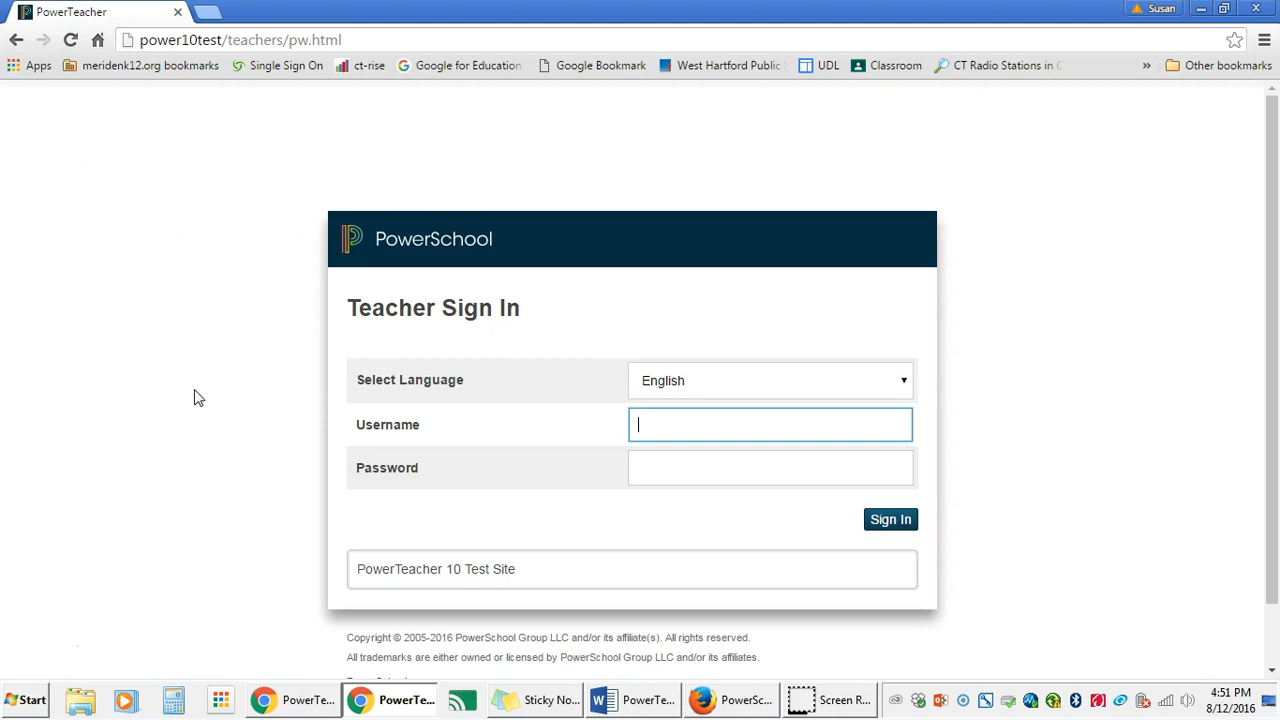 PowerTeacher
Susan
power10test/teachers/pw.html
Apps meridenk12.org bookmarks Single Sign On ct-rise Google for Education Google Bookmark West Hartford Public UDL Classroom CT Radio Stations in » Other bookmarks
PowerSchool
Teacher Sign In
Select Language English
Username
Password
Sign In
PowerTeacher 10 Test Site
Copyright © 2005-2016 PowerSchool Group LLC and/or its affiliate(s). All rights reserved.
All trademarks are either owned or licensed by PowerSchool Group LLC and/or its affiliates.
Start PowerTe... PowerTe... Sticky No... PowerTe... PowerSc... Screen R... 4:51 PM
8/12/2016